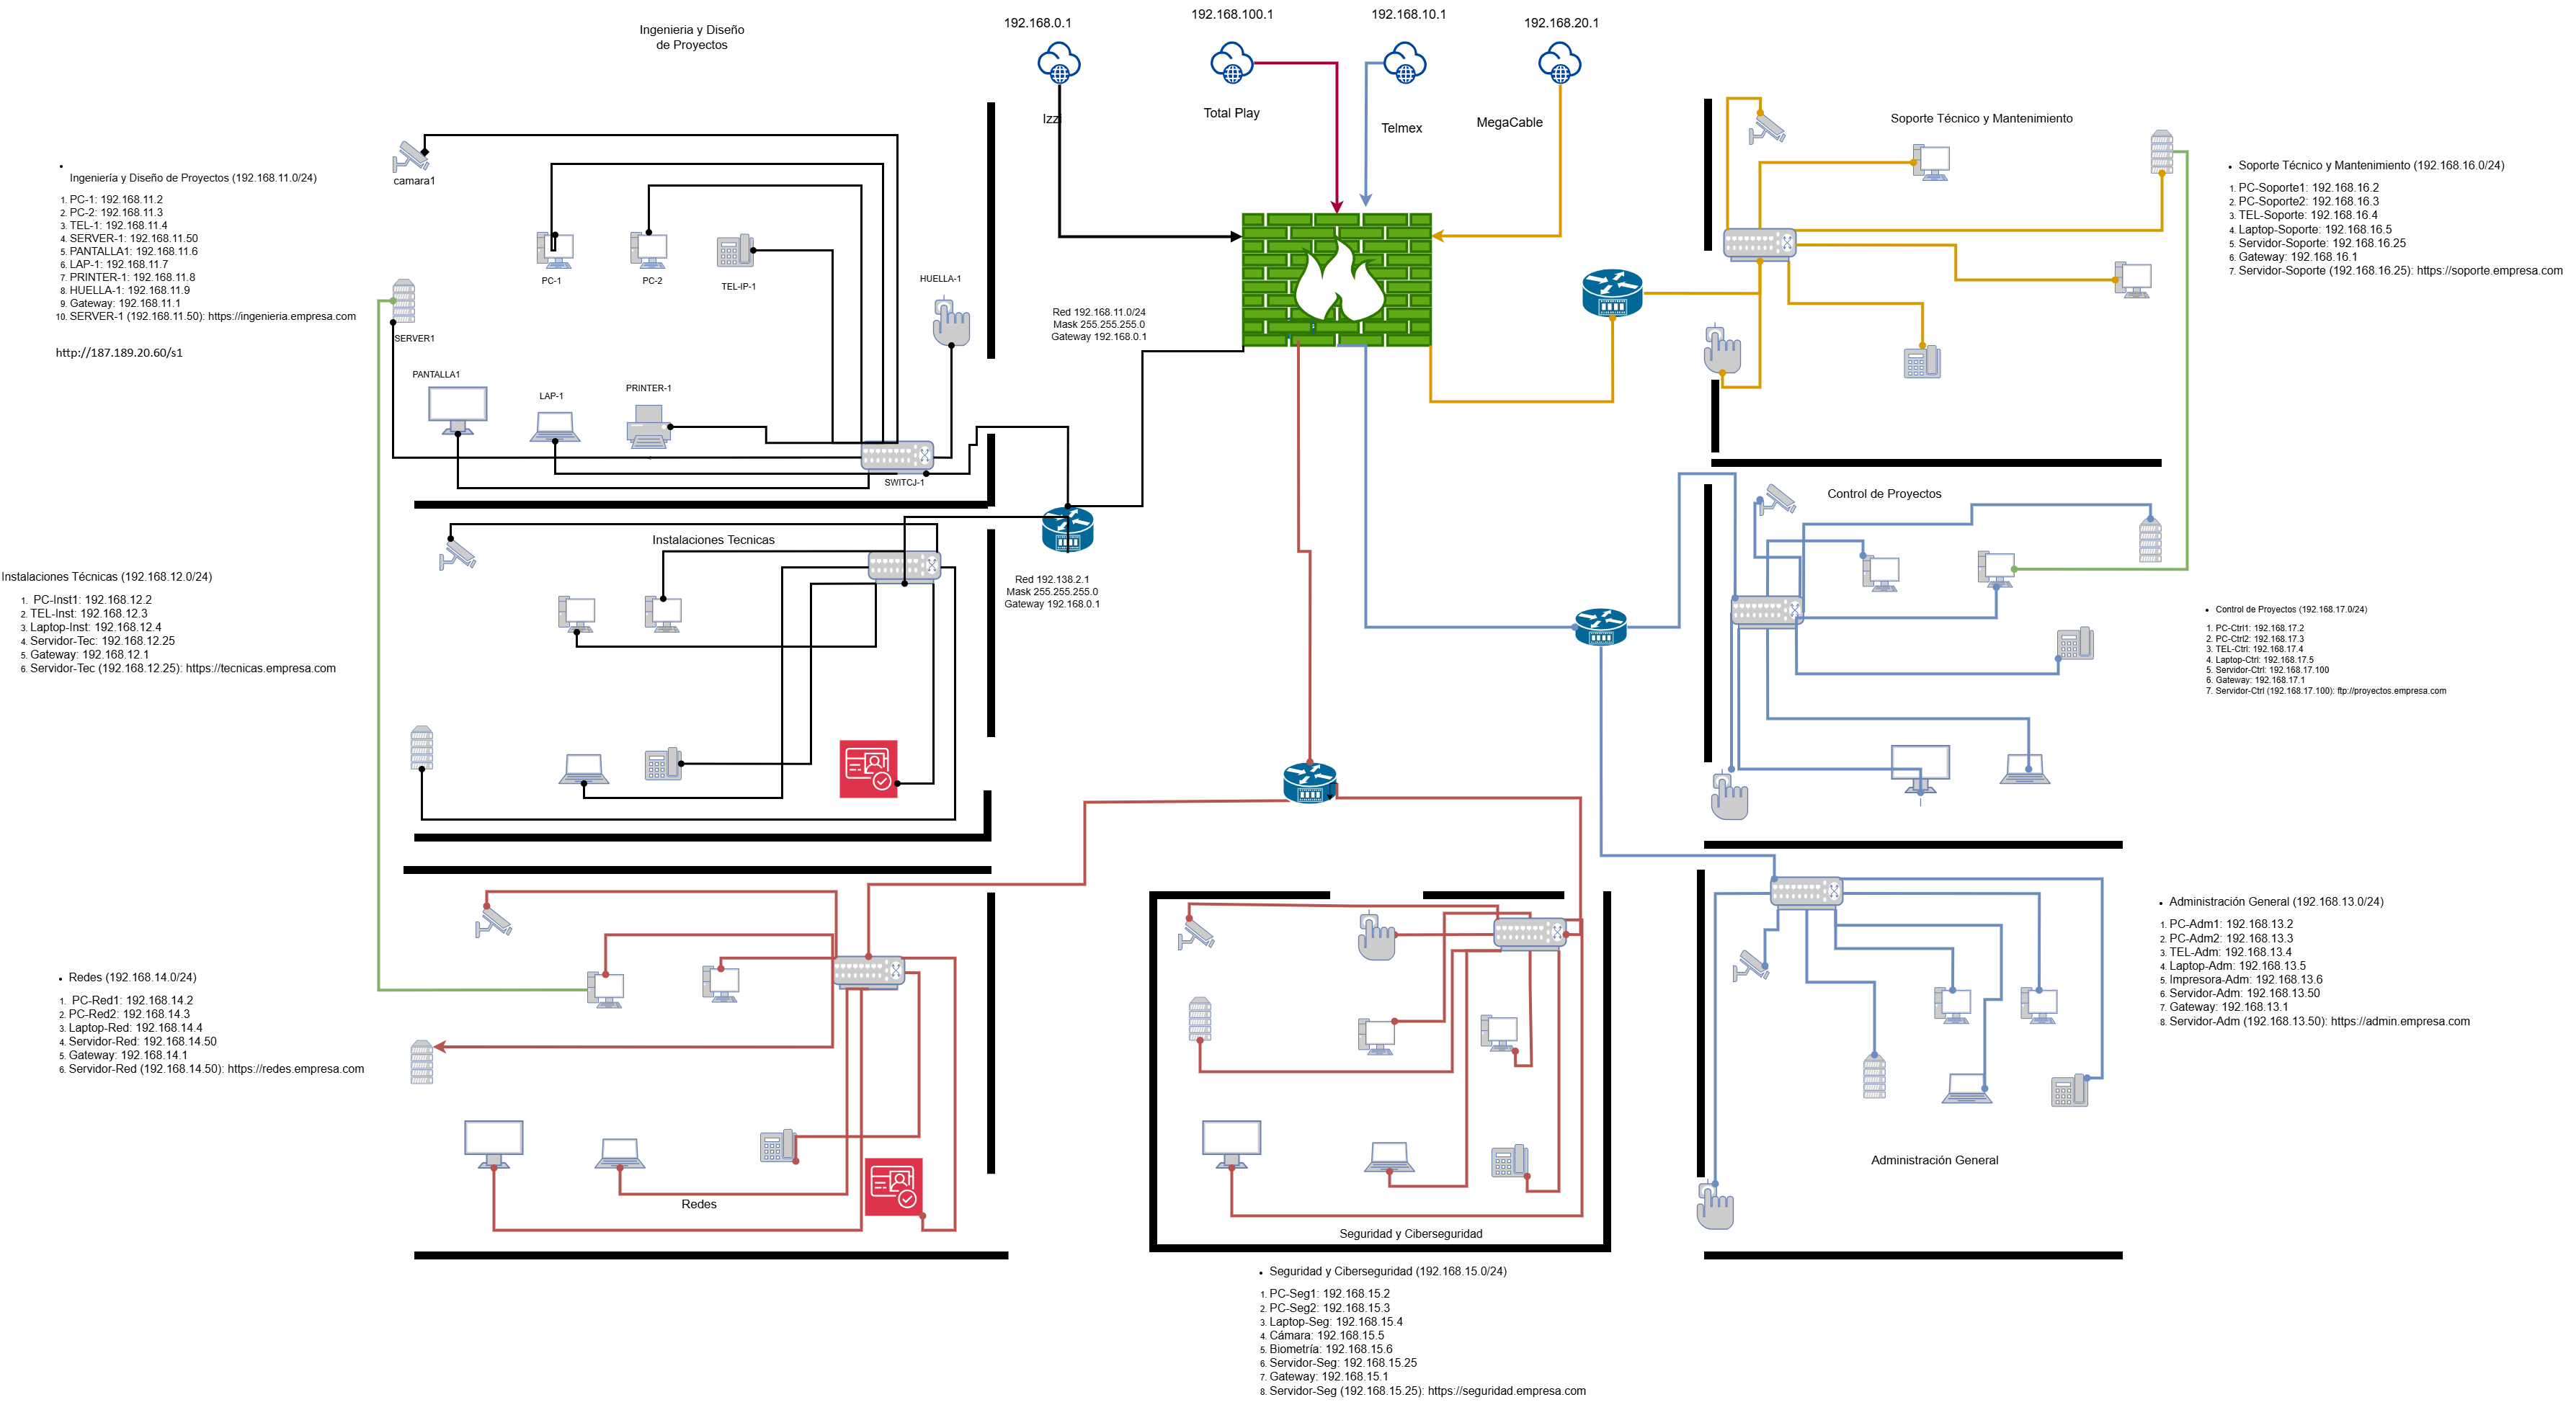 Ingenieria y Diseño
de Proyectos
192.168.0.1
192.168.100.1
192.168.10.1
192.168.20.1
Izzi
Total Play
Telmex
MegaCable
Ingeniería y Diseño de Proyectos (192.168.11.0/24)
1. PC-1: 192.168.11.2
2. PC-2: 192.168.11.3
3. TEL-1: 192.168.11.4
4. SERVER-1: 192.168.11.50
5. PANTALLA1: 192.168.11.6
6. LAP-1: 192.168.11.7
7. PRINTER-1: 192.168.11.8
8. HUELLA-1: 192.168.11.9
9. Gateway: 192.168.11.1
10. SERVER-1 (192.168.11.50): https://ingenieria.empresa.com
http://187.189.20.60/s1
camara1
PC-1
PC-2
TEL-IP-1
HUELLA-1
SERVER1
PANTALLA1
LAP-1
PRINTER-1
SWITCJ-1
Red 192.168.11.0/24
Mask 255.255.255.0
Gateway 192.168.0.1
1
Soporte Técnico y Mantenimiento
• Soporte Técnico y Mantenimiento (192.168.16.0/24)
1. PC-Soporte1: 192.168.16.2
2. PC-Soporte2: 192.168.16.3
3. TEL-Soporte: 192.168.16.4
4. Laptop-Soporte: 192.168.16.5
5. Servidor-Soporte: 192.168.16.25
6. Gateway: 192.168.16.1
7. Servidor-Soporte (192.168.16.25): https://soporte.empresa.com
Instalaciones Tecnicas
Instalaciones Técnicas (192.168.12.0/24)
1. PC-Inst1: 192.168.12.2
2. TEL-Inst: 192.168.12.3
3. Laptop-Inst: 192.168.12.4
4. Servidor-Tec: 192.168.12.25
5. Gateway: 192.168.12.1
6. Servidor-Tec (192.168.12.25): https://tecnicas.empresa.com
Red 192.138.2.1
Mask 255.255.255.0
Gateway 192.168.0.1
Control de Proyectos
• Control de Proyectos (192.168.17.0/24)
1. PC-Ctrl1: 192.168.17.2
2. PC-Ctrl2: 192.168.17.3
3. TEL-Ctrl: 192.168.17.4
4. Laptop-Ctrl: 192.168.17.5
5. Servidor-Ctrl: 192.168.17.100
6. Gateway: 192.168.17.1
7. Servidor-Ctrl (192.168.17.100): ftp://proyectos.empresa.com
• Redes (192.168.14.0/24)
1. PC-Red1: 192.168.14.2
2. PC-Red2: 192.168.14.3
3. Laptop-Red: 192.168.14.4
4. Servidor-Red: 192.168.14.50
5. Gateway: 192.168.14.1
6. Servidor-Red (192.168.14.50): https://redes.empresa.com
Redes
• Administración General (192.168.13.0/24)
1. PC-Adm1: 192.168.13.2
2. PC-Adm2: 192.168.13.3
3. TEL-Adm: 192.168.13.4
4. Laptop-Adm: 192.168.13.5
5. Impresora-Adm: 192.168.13.6
6. Servidor-Adm: 192.168.13.50
7. Gateway: 192.168.13.1
8. Servidor-Adm (192.168.13.50): https://admin.empresa.com
Administración General
Seguridad y Ciberseguridad
• Seguridad y Ciberseguridad (192.168.15.0/24)
1. PC-Seg1: 192.168.15.2
2. PC-Seg2: 192.168.15.3
3. Laptop-Seg: 192.168.15.4
4. Cámara: 192.168.15.5
5. Biometría: 192.168.15.6
6. Servidor-Seg: 192.168.15.25
7. Gateway: 192.168.15.1
8. Servidor-Seg (192.168.15.25): https://seguridad.empresa.com